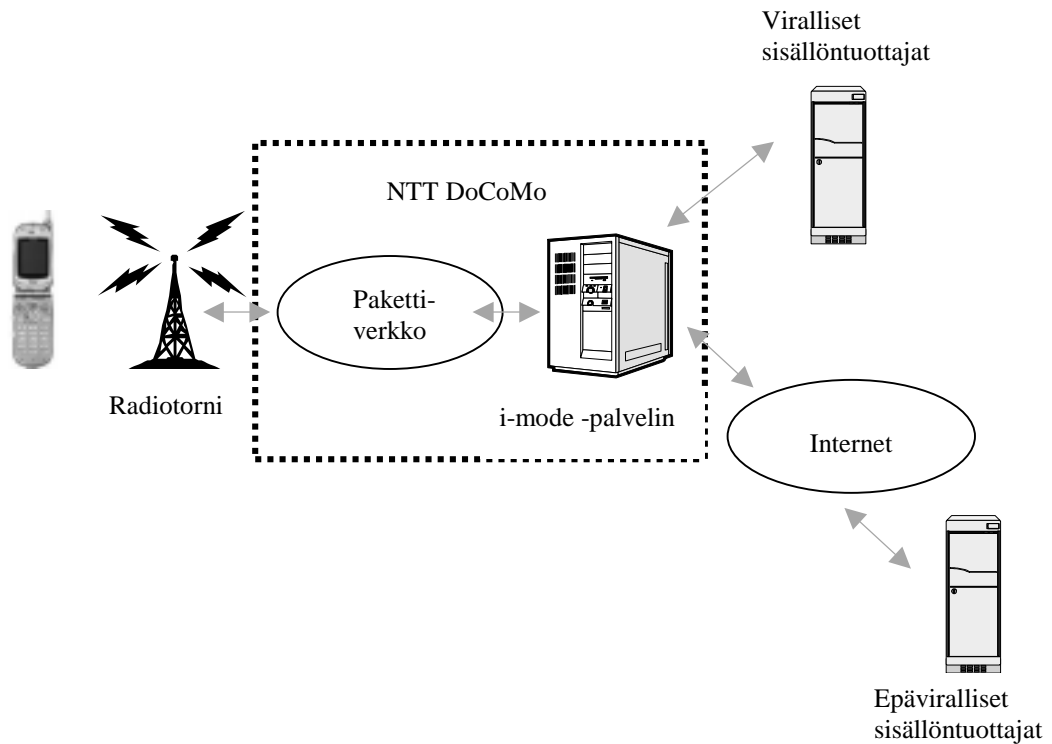 Viralliset
sisällöntuottajat
NTT DoCoMo
Paketti-
verkko
Radiotorni
i-mode -palvelin
Internet
Epäviralliset
sisällöntuottajat